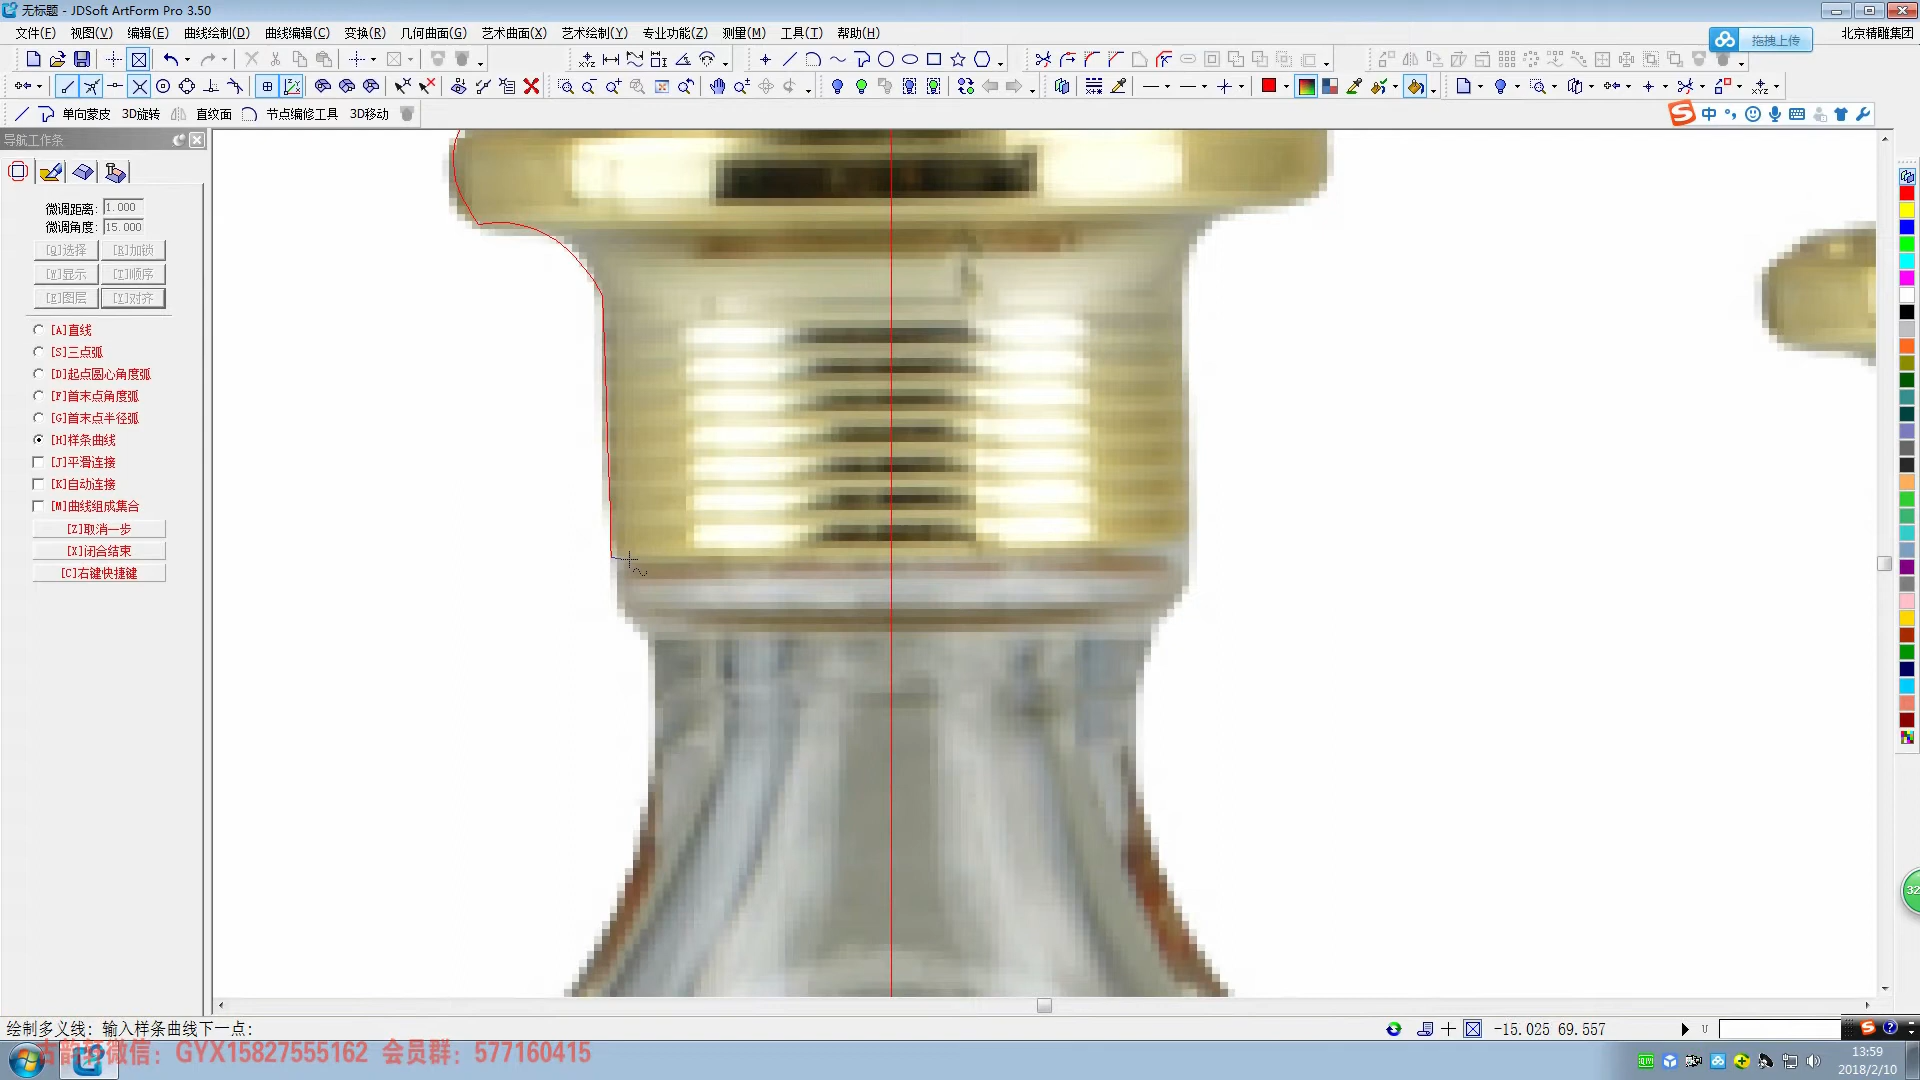 无标题 - JDSoft ArtForm Pro 3.50
文件(F) 视图(V) 编辑(E) 曲线绘制(D) 曲线编辑(C) 变换(R) 几何曲面(G) 艺术曲面(X) 艺术绘制(Y) 专业功能(Z) 测量(M) 工具(T) 帮助(H)
拖拽上传
北京精雕集团
单向蒙皮 3D旋转 直纹面 节点编修工具 3D移动
中
导航工作条
微调距离: 1.000
微调角度: 15.000
[Q]选择 [R]加锁
[W]显示 [T]顺序
[E]图层 [Y]对齐
[A]直线
[S]三点弧
[D]起点圆心角度弧
[F]首末点角度弧
[G]首末点半径弧
[H]样条曲线
[J]平滑连接
[K]自动连接
[M]曲线组成集合
[Z]取消一步
[X]闭合结束
[C]右键快捷键
32
绘制多义线: 输入样条曲线下一点:
-15.025 69.557
U
微信: GYX15827555162 会员群: 577160415
13:59
2018/2/10